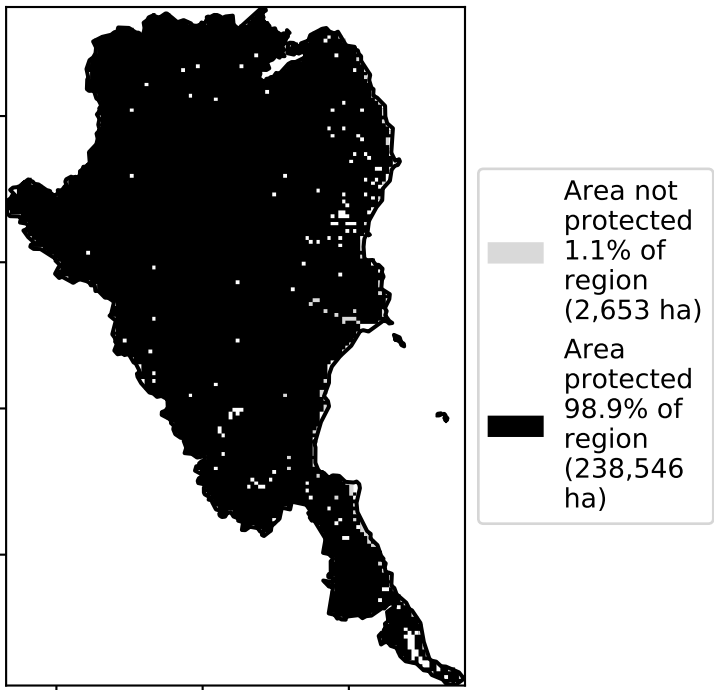 Area not
protected
1.1% of
region
(2,653 ha)
Area
protected
98.9% of
region
(238,546
ha)